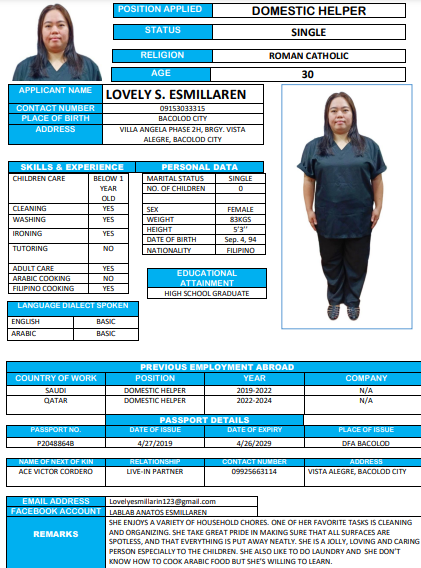 POSITION APPLIED DOMESTIC HELPER
STATUS SINGLE
RELIGION ROMAN CATHOLIC
AGE 30
APPLICANT NAME LOVELY S. ESMILLAREN
CONTACT NUMBER 09153033315
PLACE OF BIRTH BACOLOD CITY
ADDRESS VILLA ANGELA PHASE 2H, BRGY. VISTA
ALEGRE, BACOLOD CITY
SKILLS & EXPERIENCE PERSONAL DATA
CHILDREN CARE BELOW 1 MARITAL STATUS SINGLE
YEAR NO. OF CHILDREN 0
OLD
CLEANING YES SEX FEMALE
WASHING YES WEIGHT 83KGS
IRONING YES HEIGHT 5'3''
TUTORING NO DATE OF BIRTH Sep. 4, 94
NATIONALITY FILIPINO
ADULT CARE YES
ARABIC COOKING NO
FILIPINO COOKING YES
EDUCATIONAL
ATTAINMENT
HIGH SCHOOL GRADUATE
LANGUAGE DIALECT SPOKEN
ENGLISH BASIC
ARABIC BASIC
PREVIOUS EMPLOYMENT ABROAD
COUNTRY OF WORK POSITION YEAR COMPANY
SAUDI DOMESTIC HELPER 2019-2022 N/A
QATAR DOMESTIC HELPER 2022-2024 N/A
PASSPORT DETAILS
PASSPORT NO. DATE OF ISSUE DATE OF EXPIRY PLACE OF ISSUE
P2048864B 4/27/2019 4/26/2029 DFA BACOLOD
NAME OF NEXT OF KIN RELATIONSHIP CONTACT NUMBER ADDRESS
ACE VICTOR CORDERO LIVE-IN PARTNER 09925663114 VISTA ALEGRE, BACOLOD CITY
EMAIL ADDRESS Lovelyesmillarin123@gmail.com
FACEBOOK ACCOUNT LABLAB ANATOS ESMILLAREN
REMARKS SHE ENJOYS A VARIETY OF HOUSEHOLD CHORES. ONE OF HER FAVORITE TASKS IS CLEANING
AND ORGANIZING. SHE TAKE GREAT PRIDE IN MAKING SURE THAT ALL SURFACES ARE
SPOTLESS, AND THAT EVERYTHING IS PUT AWAY NEATLY. SHE IS A JOLLY, LOVING AND CARING
PERSON ESPECIALLY TO THE CHILDREN. SHE ALSO LIKE TO DO LAUNDRY AND SHE DON'T
KNOW HOW TO COOK ARABIC FOOD BUT SHE'S WILLING TO LEARN.